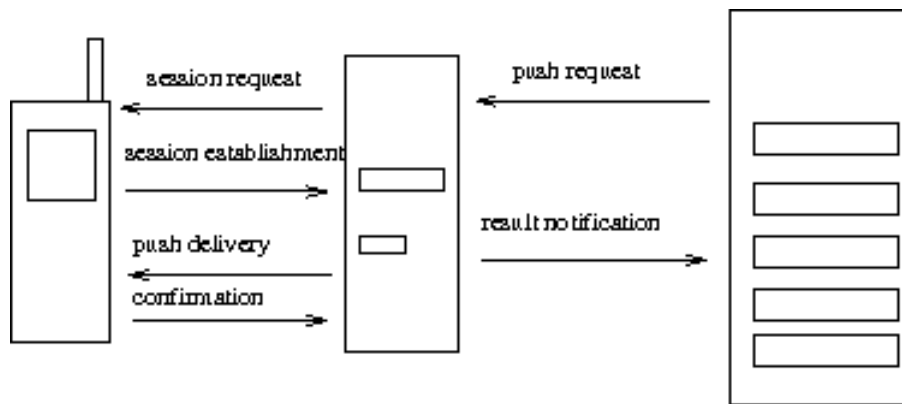 session request
push request
session establishment
result notification
push delivery
confirmation